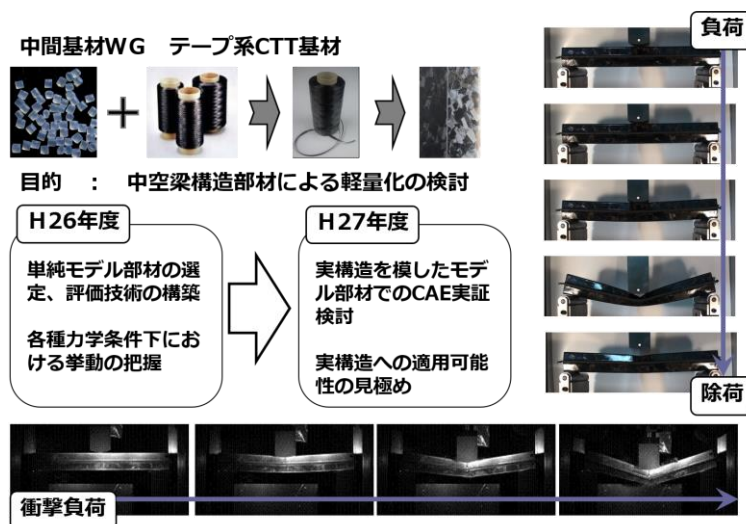 中間基材WG テープ系CTT基材
目的 : 中空梁構造部材による軽量化の検討
H26年度
単純モデル部材の選
定、評価技術の構築
各種力学条件下にお
ける挙動の把握
H27年度
実構造を模したモデ
ル部材でのCAE実証
検討
実構造への適用可能
性の見極め
負荷
除荷
衝撃負荷